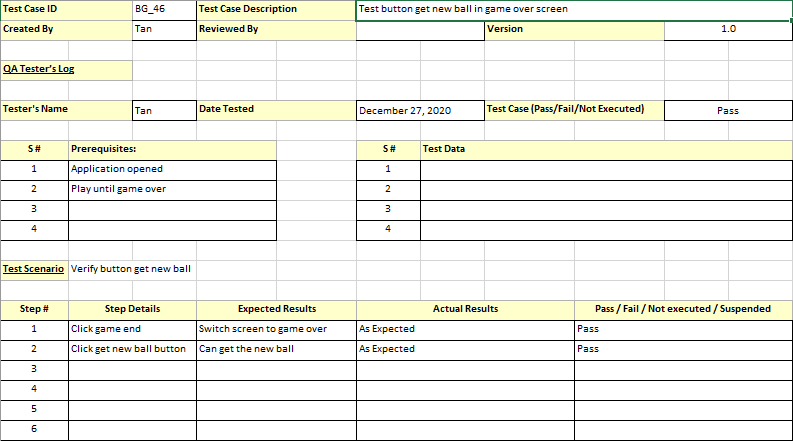 Test Case ID BG_46 Test Case Description Test button get new ball in game over screen
Created By Tan Reviewed By Version 1.0
QA Tester's Log
Tester's Name Tan Date Tested December 27, 2020 Test Case (Pass/Fail/Not Executed) Pass
S # Prerequisites: S # Test Data
1 Application opened 1
2 Play until game over 2
3 3
4 4
Test Scenario Verify button get new ball
Step # Step Details Expected Results Actual Results Pass / Fail / Not executed / Suspended
1 Click game end Switch screen to game over As Expected Pass
2 Click get new ball button Can get the new ball As Expected Pass
3
4
5
6